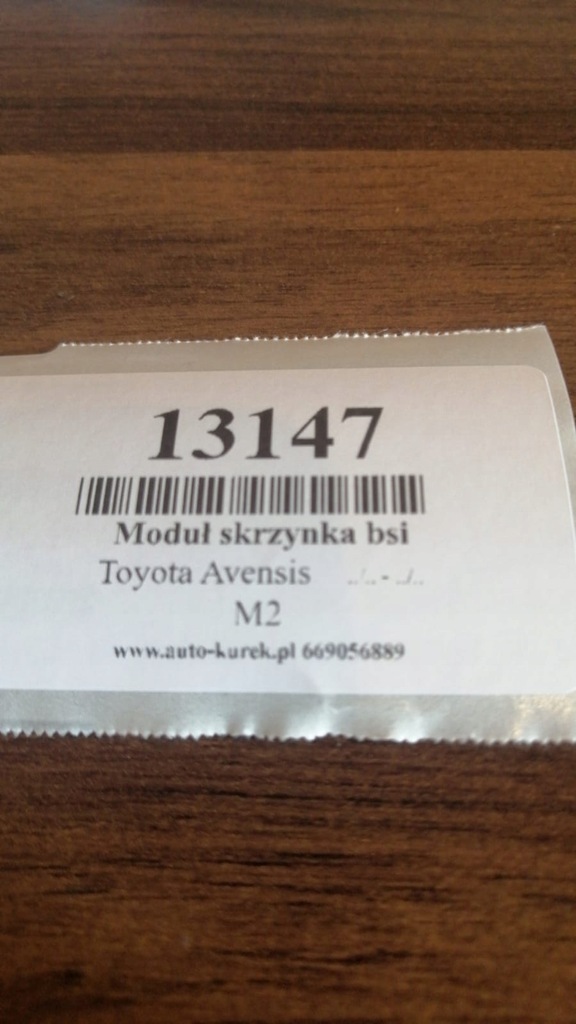 13147
Moduł skrzynka bsi
Toyota Avensis ../.. - ../..
M2
www.auto-kurek.pl 669056889